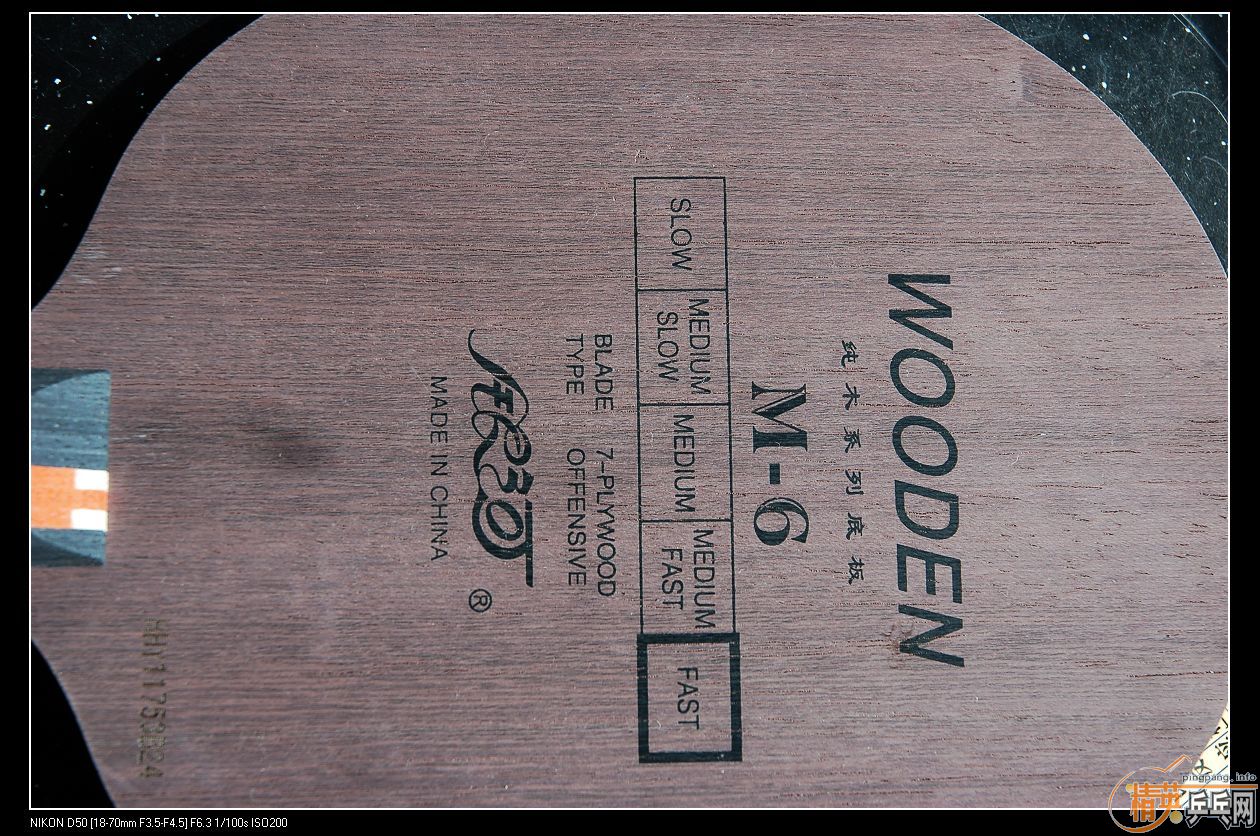 WOODEN
纯木系列底板
M-6
SLOW
MEDIUM SLOW
MEDIUM
MEDIUM FAST
FAST
BLADE 7-PLYWOOD
TYPE OFFENSIVE
®
MADE IN CHINA
pingpang.info
精英乒乓网
NIKON D50 [18-70mm F3.5-F4.5] F6.3 1/100s ISO200